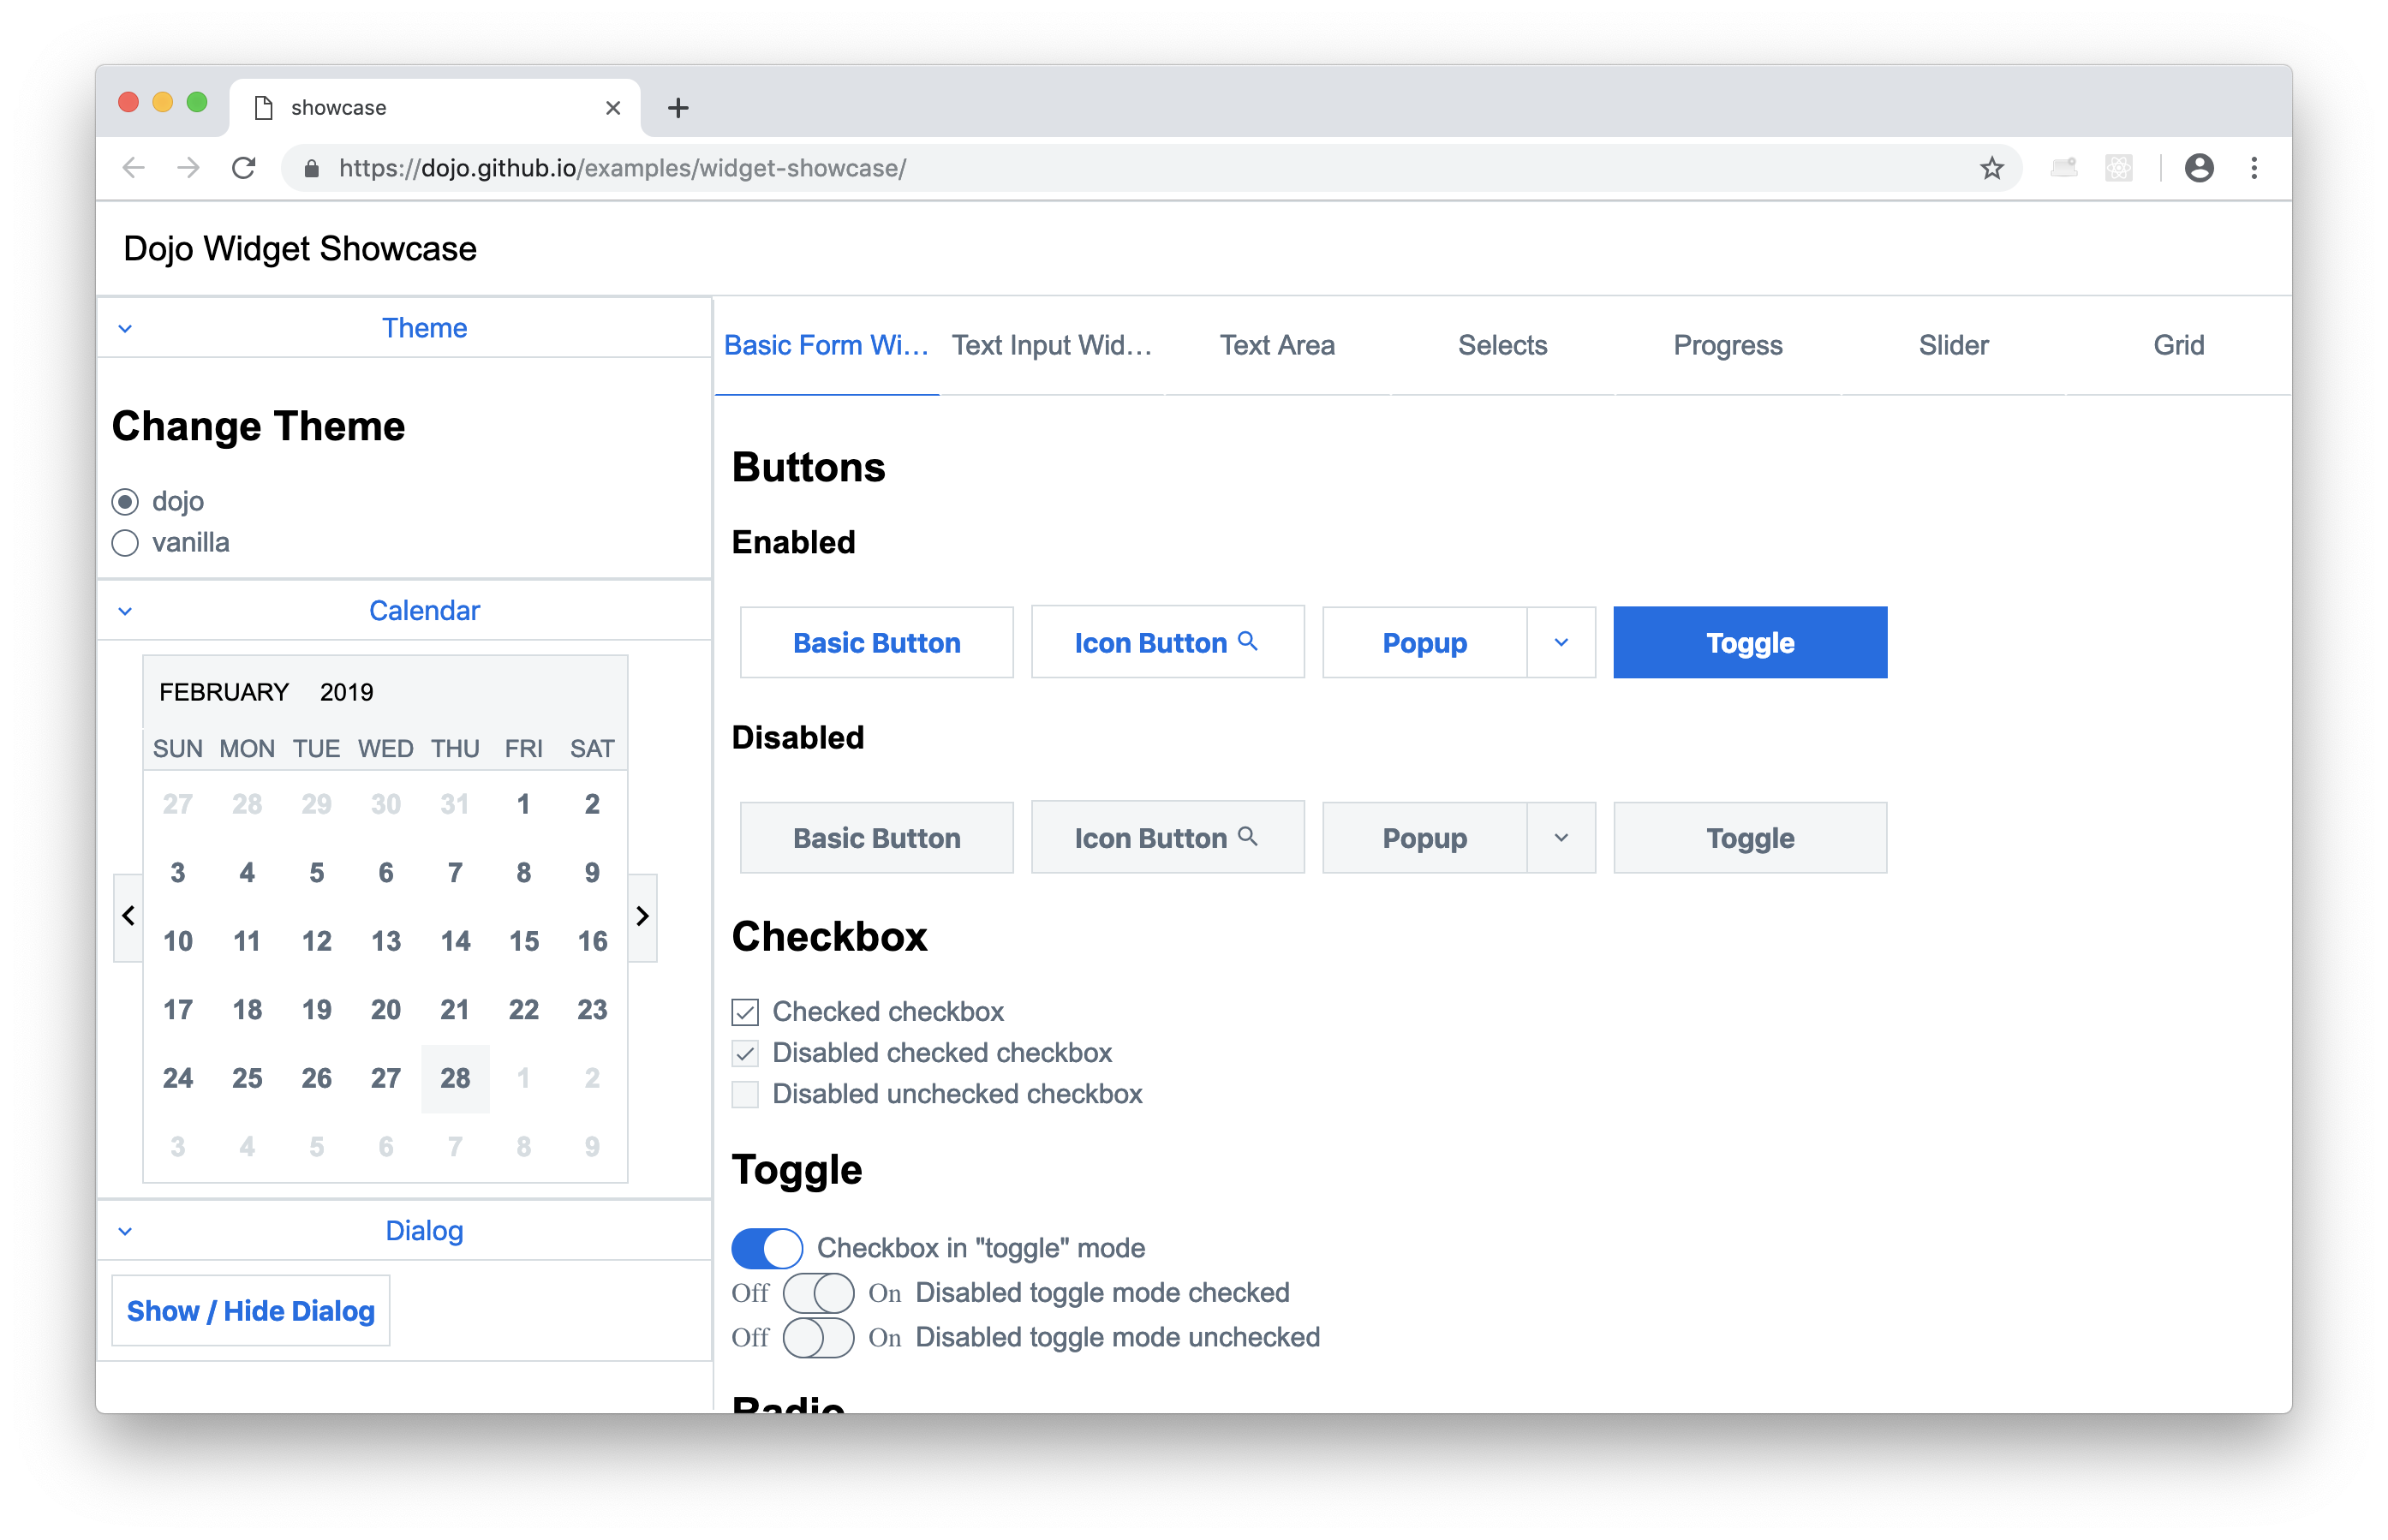 showcase
https://dojo.github.io/examples/widget-showcase/
Dojo Widget Showcase
Theme
Change Theme
dojo
vanilla
Calendar
FEBRUARY 2019
SUN MON TUE WED THU FRI SAT
27 28 29 30 31 1 2
3 4 5 6 7 8 9
10 11 12 13 14 15 16
17 18 19 20 21 22 23
24 25 26 27 28 1 2
3 4 5 6 7 8 9
Dialog
Show / Hide Dialog
Basic Form Wi... Text Input Wid... Text Area Selects Progress Slider Grid
Buttons
Enabled
Basic Button Icon Button Popup Toggle
Disabled
Basic Button Icon Button Popup Toggle
Checkbox
Checked checkbox
Disabled checked checkbox
Disabled unchecked checkbox
Toggle
Checkbox in "toggle" mode
Off On Disabled toggle mode checked
Off On Disabled toggle mode unchecked
Radio